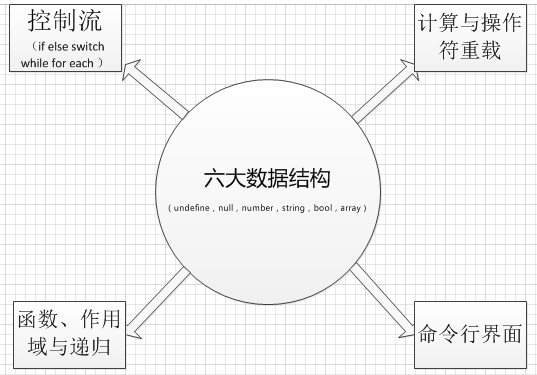 控制流
（if else switch
while for each ）
计算与操作
符重载
六大数据结构
( undefine , null , number , string , bool , array )
函数、作用
域与递归
命令行界面